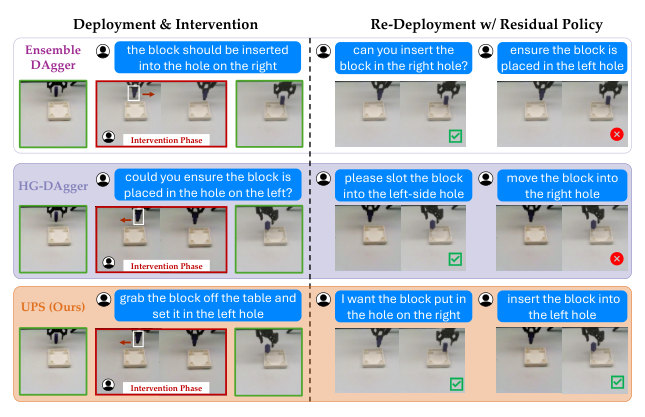 Deployment & Intervention
Re-Deployment w/ Residual Policy
Ensemble
DAgger
the block should be inserted
into the hole on the right
can you insert the
block in the right hole?
ensure the block is
placed in the left hole
Intervention Phase
HG-DAgger
could you ensure the block is
placed in the hole on the left?
please slot the block
into the left-side hole
move the block into
the right hole
Intervention Phase
UPS (Ours)
grab the block off the table and
set it in the left hole
I want the block put in
the hole on the right
insert the block into
the left hole
Intervention Phase